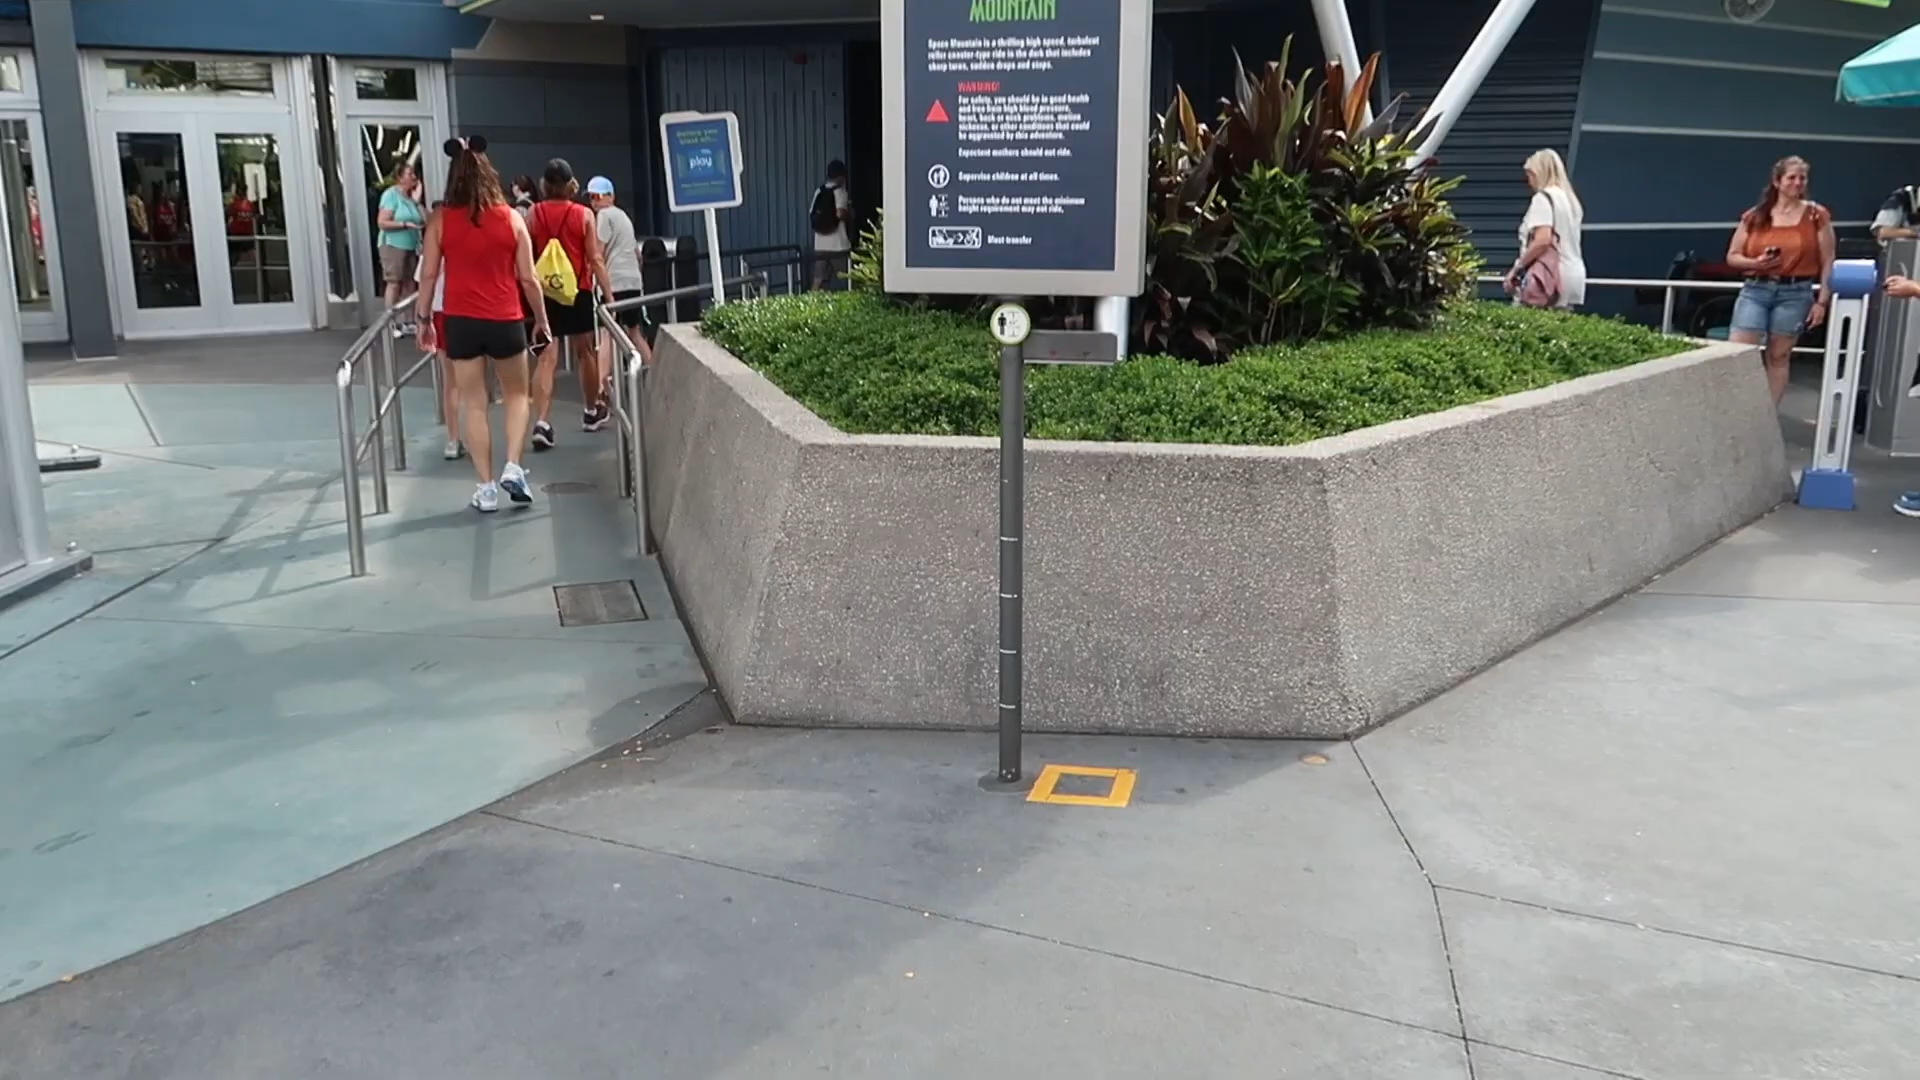 MOUNTAIN
Space Mountain is a thrilling high speed, turbulent
roller coaster-type ride in the dark that includes
sharp turns, sudden drops and stops.
WARNING!
For safety, you should be in good health
and free from high blood pressure,
heart, back or neck problems, motion
sickness, or other conditions that could
be aggravated by this adventure.
Expectant mothers should not ride.
Supervise children at all times.
Persons who do not meet the minimum
height requirement may not ride.
Must transfer
before you
blast off...
play